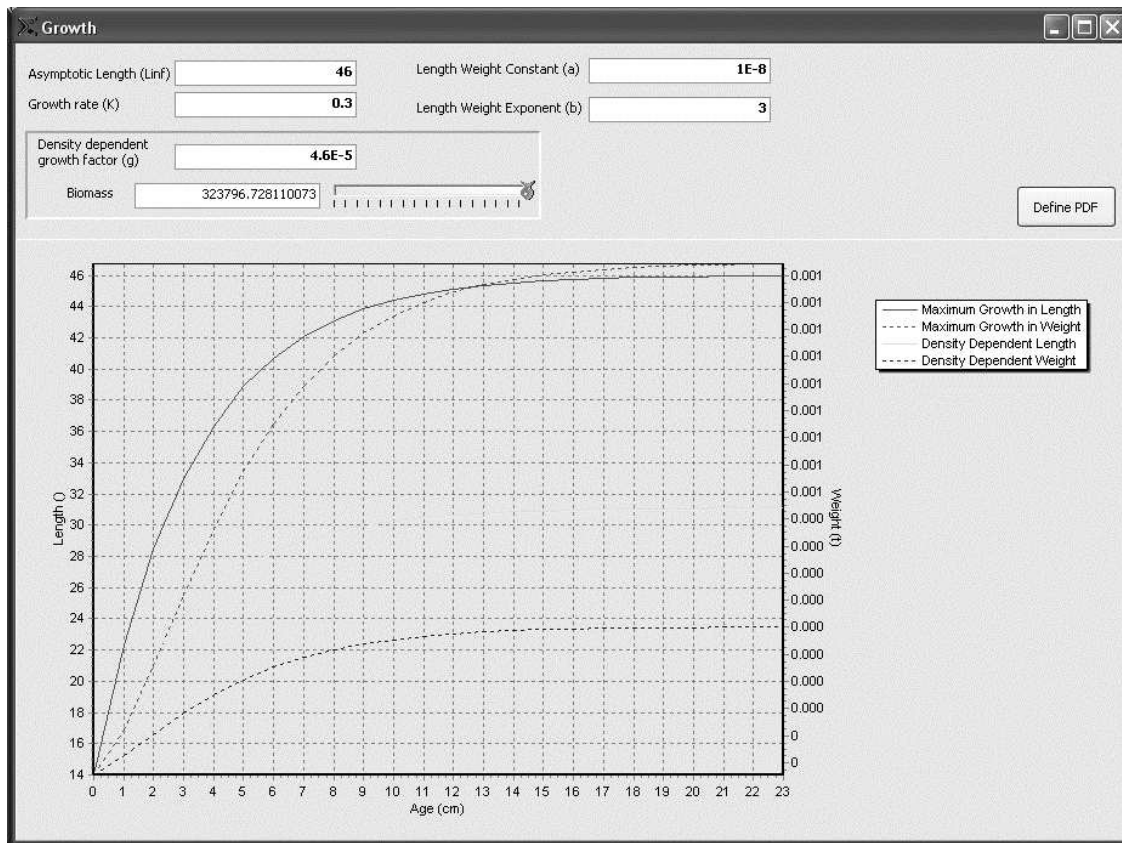 Growth
Asymptotic Length (Linf) 46 Length Weight Constant (a) 1E-8
Growth rate (K) 0.3 Length Weight Exponent (b) 3
Density dependent
growth factor (g) 4.6E-5
Biomass 323796.728110073
Define PDF
46 0.001
44 0.001
42 0.001
40 0.001
38 0.001
36 0.001
34 0.001
32 0.001
30 0.001
28 0.000
26 0.000
24 0.000
22 0.000
20 0.000
18 0.000
16 0.000
14 0.000
0
0
Length ()
Weight (t)
0 1 2 3 4 5 6 7 8 9 10 11 12 13 14 15 16 17 18 19 20 21 22 23
Age (cm)
Maximum Growth in Length
Maximum Growth in Weight
Density Dependent Length
Density Dependent Weight